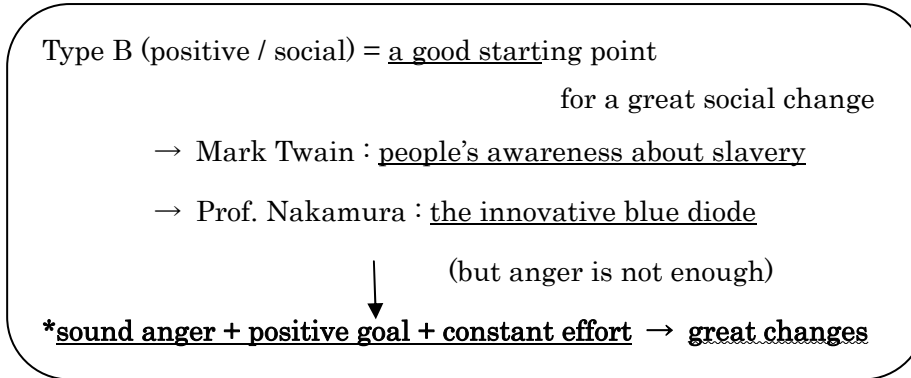 Type B (positive / social) = a good starting point
for a great social change
→ Mark Twain : people's awareness about slavery
→ Prof. Nakamura : the innovative blue diode
(but anger is not enough)
*sound anger + positive goal + constant effort → great changes